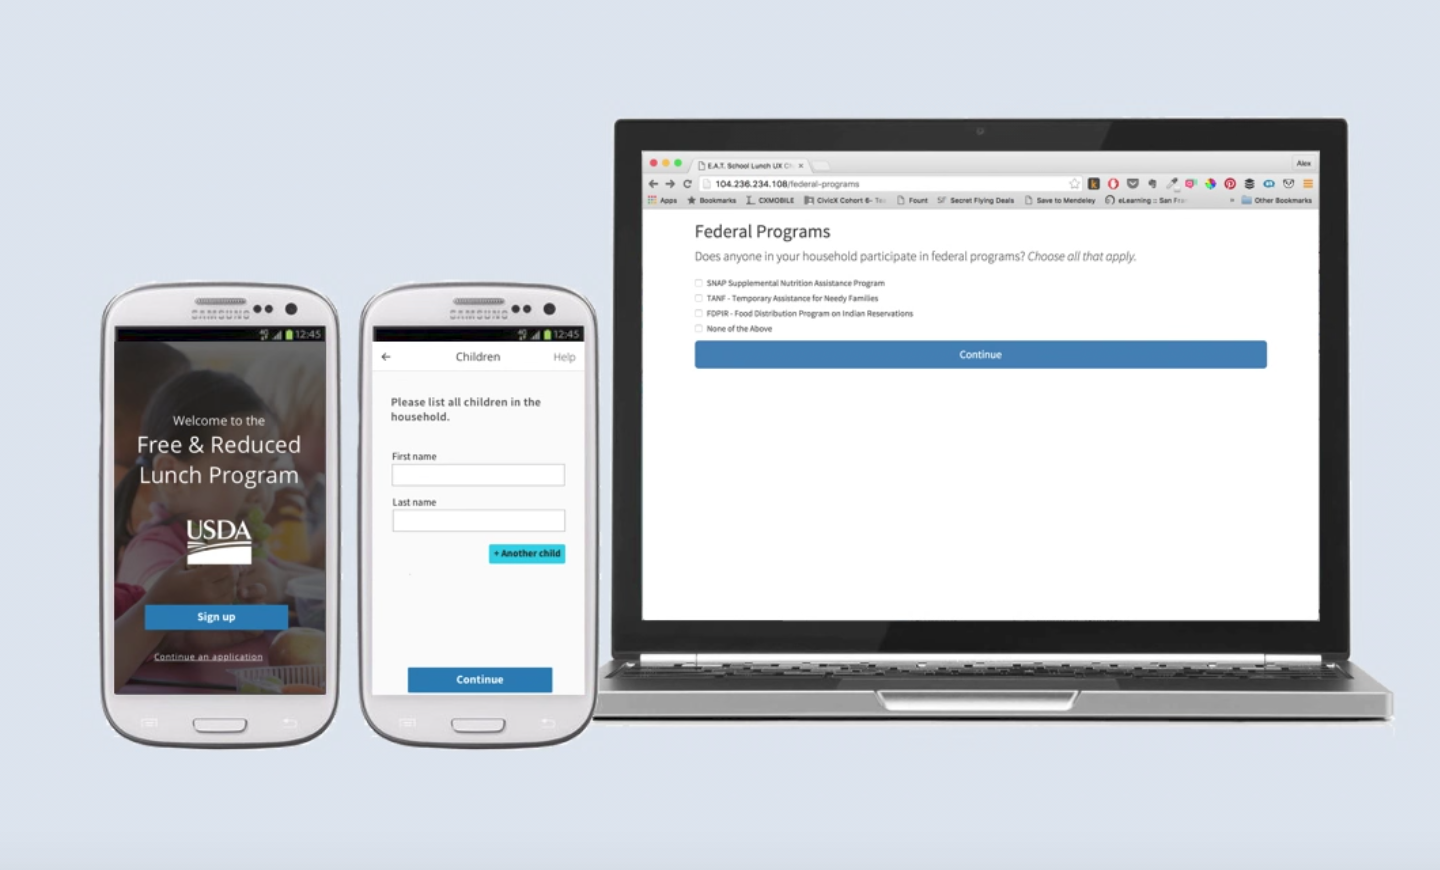 SAMSUNG
12:45
Welcome to the
Free & Reduced
Lunch Program
USDA
Sign up
Continue an application
SAMSUNG
12:45
Children
Help
Please list all children in the
household.
First name
Last name
+ Another child
Continue
E.A.T. School Lunch UX Ch
Alex
104.236.234.108/federal-programs
Apps Bookmarks CXMOBILE CivicX Cohort 6- Fount SF Secret Flying Deals Save to Mendeley eLearning :: San Fra » Other Bookmarks
Federal Programs
Does anyone in your household participate in federal programs? Choose all that apply.
SNAP Supplemental Nutrition Assistance Program
TANF - Temporary Assistance for Needy Families
FDPIR - Food Distribution Program on Indian Reservations
None of the Above
Continue